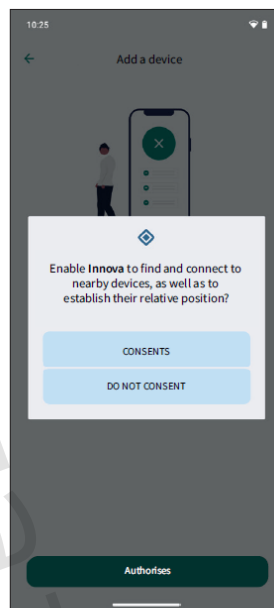 10:25
Add a device
Enable Innova to find and connect to
nearby devices, as well as to
establish their relative position?
CONSENTS
DO NOT CONSENT
Authorises